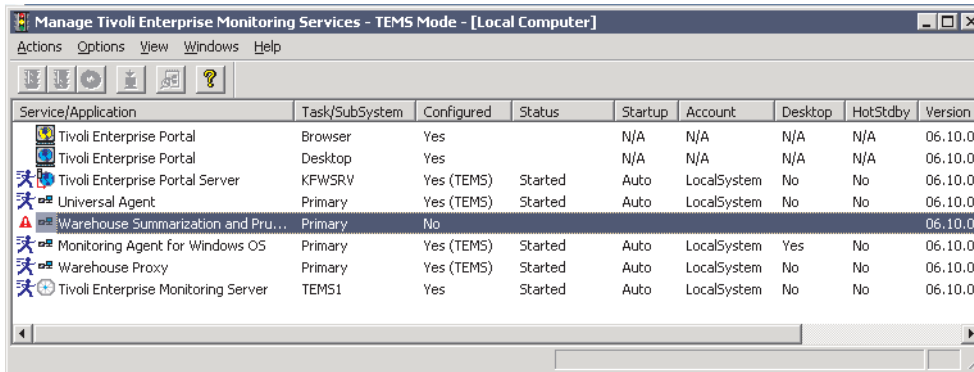 Manage Tivoli Enterprise Monitoring Services - TEMS Mode - [Local Computer]
Actions Options View Windows Help
Service/Application Task/SubSystem Configured Status Startup Account Desktop HotStdby Version
Tivoli Enterprise Portal Browser Yes N/A N/A N/A 06.10.0
Tivoli Enterprise Portal Desktop Yes N/A N/A N/A 06.10.0
Tivoli Enterprise Portal Server KFWSRV Yes (TEMS) Started Auto LocalSystem No No 06.10.0
Universal Agent Primary Yes (TEMS) Started Auto LocalSystem No No 06.10.0
Warehouse Summarization and Pru... Primary No 06.10.0
Monitoring Agent for Windows OS Primary Yes (TEMS) Started Auto LocalSystem Yes No 06.10.0
Warehouse Proxy Primary Yes (TEMS) Started Auto LocalSystem No No 06.10.0
Tivoli Enterprise Monitoring Server TEMS1 Yes Started Auto LocalSystem No No 06.10.0